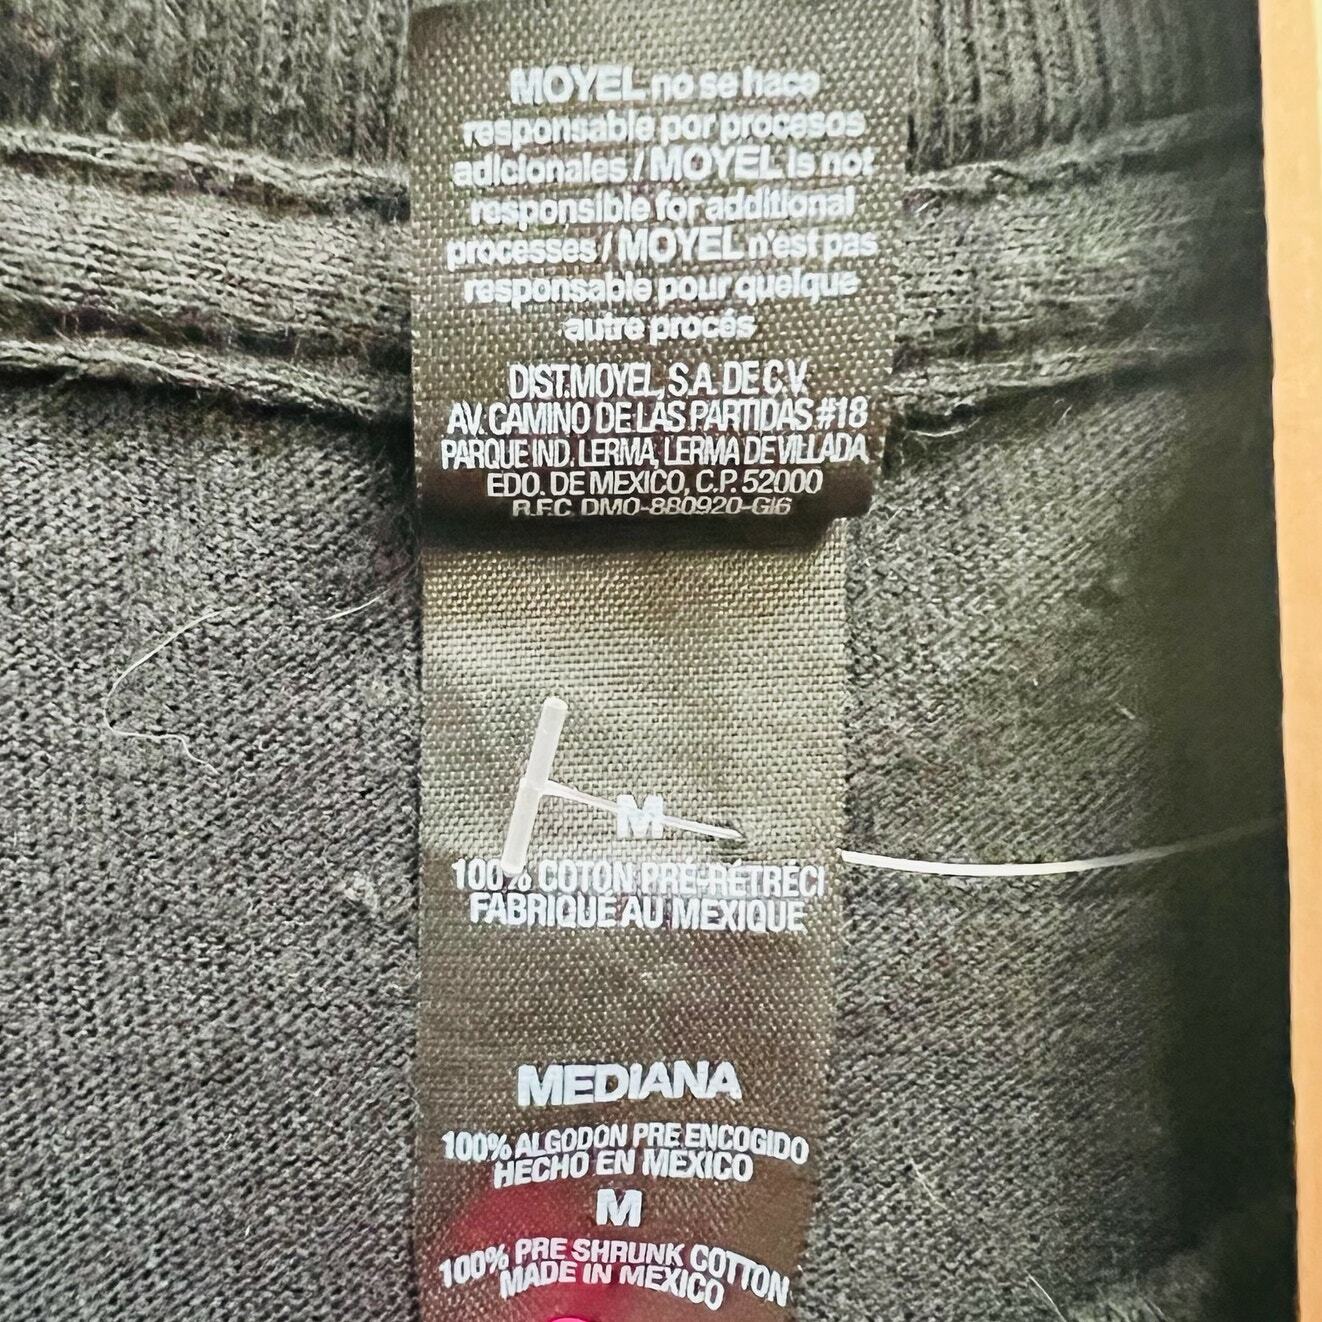 MOYEL no se hace
responsable por procesos
adicionales / MOYEL is not
responsible for additional
processes / MOYEL n'est pas
responsable pour quelque
autre procés
DIST.MOYEL, S.A. DE C.V.
AV. CAMINO DE LAS PARTIDAS #18
PARQUE IND. LERMA, LERMA DE VILLADA
EDO. DE MEXICO, C.P. 52000
R.F.C. DMO-880920-GI6
M
100% COTON PRÉ-RÉTRÉCI
FABRIQUE AU MEXIQUE
MEDIANA
100% ALGODON PRE ENCOGIDO
HECHO EN MEXICO
M
100% PRE SHRUNK COTTON
MADE IN MEXICO